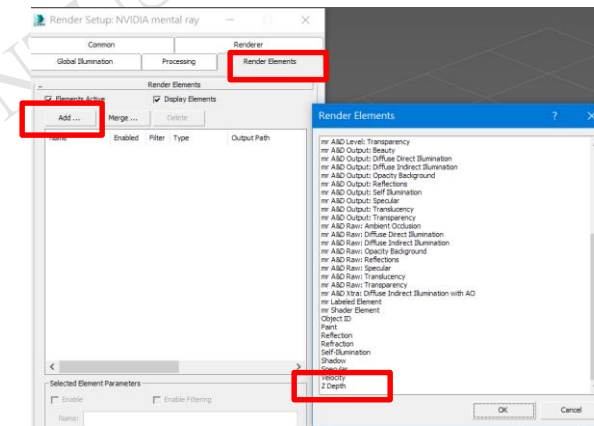 Render Setup: NVIDIA mental ray
Common
Renderer
Global Illumination
Processing
Render Elements
Render Elements
Elements Active
Display Elements
Add ...
Merge ...
Delete
Name
Enabled
Filter
Type
Output Path
Selected Element Parameters
Enable
Enable Filtering
Name:
Render Elements
mr A&D Level: Transparency
mr A&D Output: Beauty
mr A&D Output: Diffuse Direct Illumination
mr A&D Output: Diffuse Indirect Illumination
mr A&D Output: Opacity Background
mr A&D Output: Reflections
mr A&D Output: Self Illumination
mr A&D Output: Specular
mr A&D Output: Translucency
mr A&D Output: Transparency
mr A&D Raw: Ambient Occlusion
mr A&D Raw: Diffuse Direct Illumination
mr A&D Raw: Diffuse Indirect Illumination
mr A&D Raw: Opacity Background
mr A&D Raw: Reflections
mr A&D Raw: Specular
mr A&D Raw: Translucency
mr A&D Raw: Transparency
mr A&D Xtra: Diffuse Indirect Illumination with AO
mr Labeled Element
mr Shader Element
Object ID
Paint
Reflection
Refraction
Self-Illumination
Shadow
Specular
Velocity
Z Depth
OK
Cancel